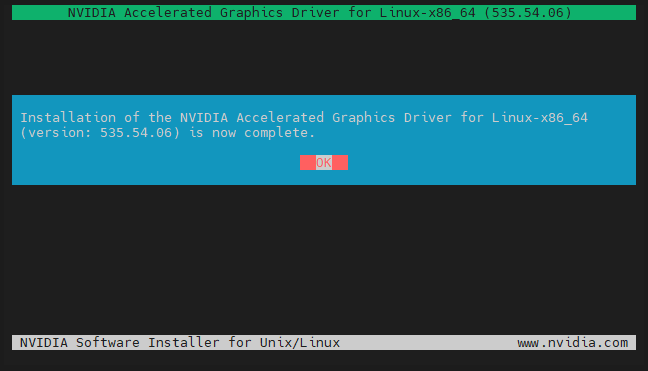 NVIDIA Accelerated Graphics Driver for Linux-x86_64 (535.54.06)
Installation of the NVIDIA Accelerated Graphics Driver for Linux-x86_64
(version: 535.54.06) is now complete.
OK
NVIDIA Software Installer for Unix/Linux www.nvidia.com